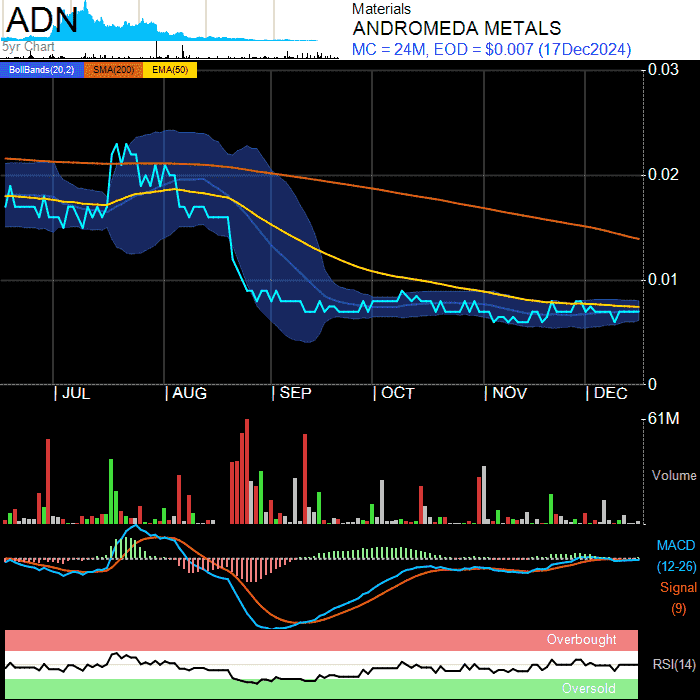 ADN
5yr Chart
Materials
ANDROMEDA METALS
MC = 24M, EOD = $0.007 (17Dec2024)
BollBands(20,2) SMA(200) EMA(50)
0.03
0.02
0.01
0
JUL AUG SEP OCT NOV DEC
61M
Volume
MACD
(12-26)
Signal
(9)
Overbought
RSI(14)
Oversold